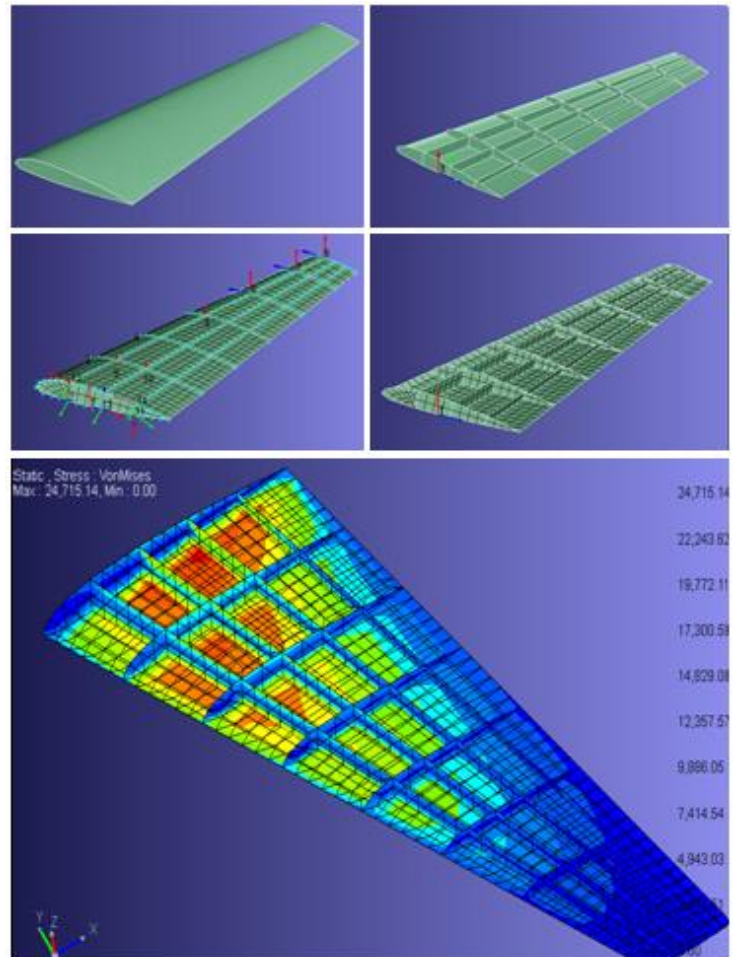 Static , Stress : VonMises
Max : 24,715.14, Min : 0.00
24,715.14
22,243.62
19,772.11
17,300.59
14,829.08
12,357.57
9,886.05
7,414.54
4,943.03
Y
Z
X